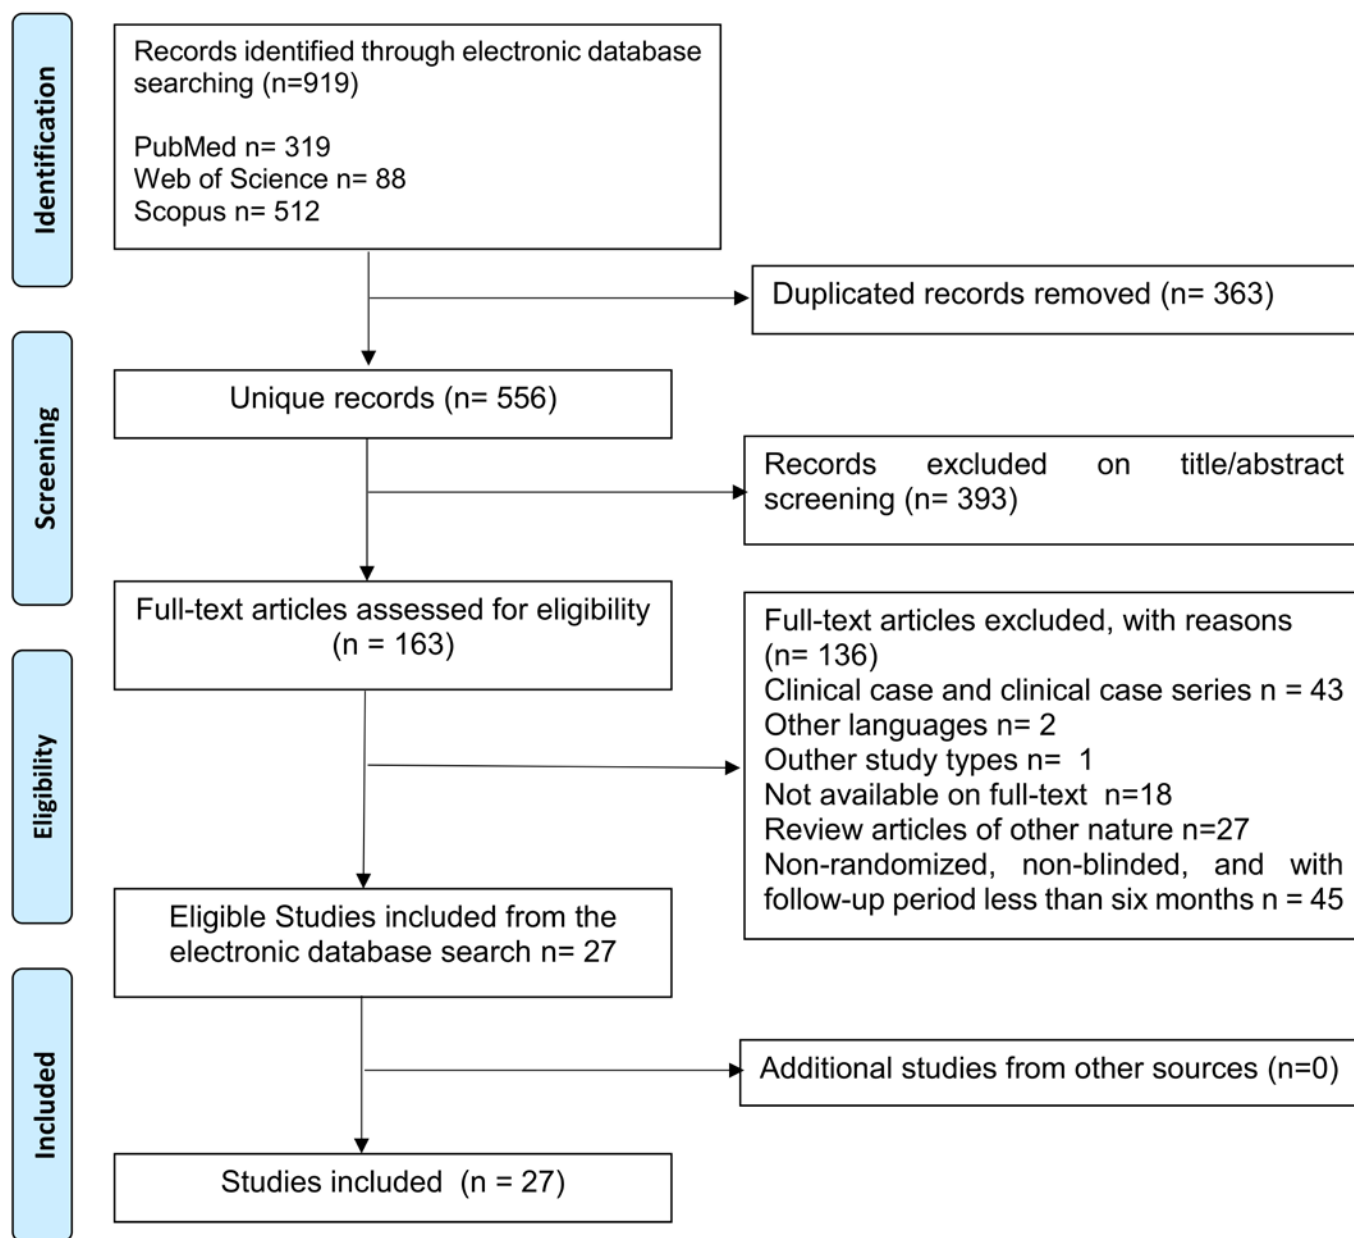 Identification
Records identified through electronic database
searching (n=919)
PubMed n= 319
Web of Science n= 88
Scopus n= 512
Duplicated records removed (n= 363)
Screening
Unique records (n= 556)
Records excluded on title/abstract
screening (n= 393)
Full-text articles assessed for eligibility
(n = 163)
Eligibility
Full-text articles excluded, with reasons
(n= 136)
Clinical case and clinical case series n = 43
Other languages n= 2
Outher study types n= 1
Not available on full-text n=18
Review articles of other nature n=27
Non-randomized, non-blinded, and with
follow-up period less than six months n = 45
Eligible Studies included from the
electronic database search n= 27
Included
Additional studies from other sources (n=0)
Studies included (n = 27)